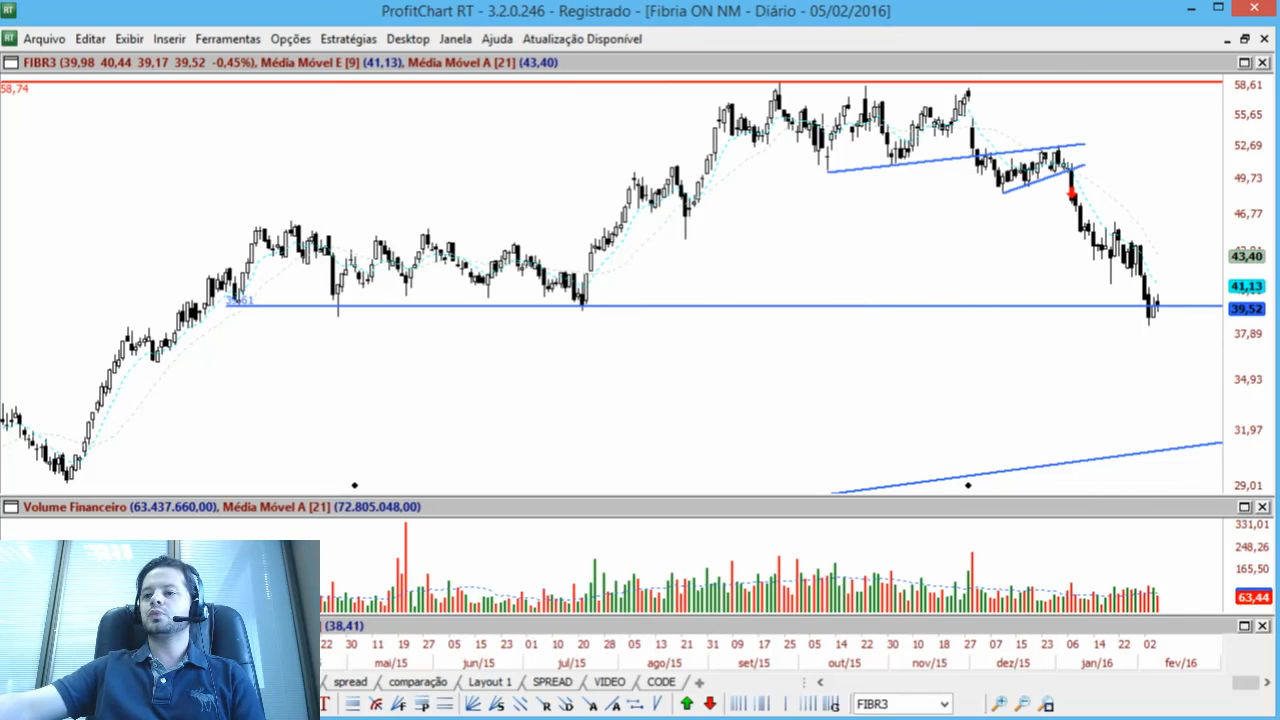 RT ProfitChart RT - 3.2.0.246 - Registrado - [Fibria ON NM - Diário - 05/02/2016]
RT Arquivo Editar Exibir Inserir Ferramentas Opções Estratégias Desktop Janela Ajuda Atualização Disponível
FIBR3 (39,98 40,44 39,17 39,52 -0,45%), Média Móvel E [9] (41,13), Média Móvel A [21] (43,40)
58,74
58,61
55,65
52,69
49,73
46,77
43,40
41,13
39,61
39,52
37,89
34,93
31,97
29,01
Volume Financeiro (63.437.660,00), Média Móvel A [21] (72.805.048,00)
331,01
248,26
165,50
63,44
(38,41)
22 30 11 19 27 05 15 23 01 10 20 28 05 13 21 31 09 17 25 05 14 22 30 10 18 27 07 15 23 06 14 22 02
mai/15 jun/15 jul/15 ago/15 set/15 out/15 nov/15 dez/15 jan/16 fev/16
spread comparação Layout 1 SPREAD VIDEO CODE
FIBR3